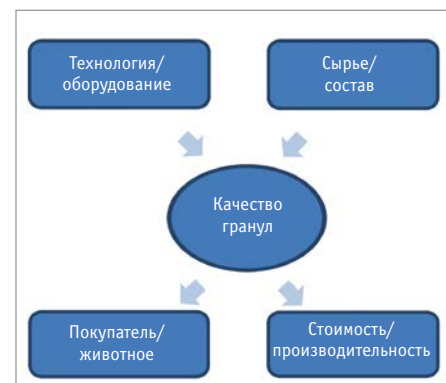 Технология/
оборудование
Сырье/
состав
Качество
гранул
Покупатель/
животное
Стоимость/
производительность